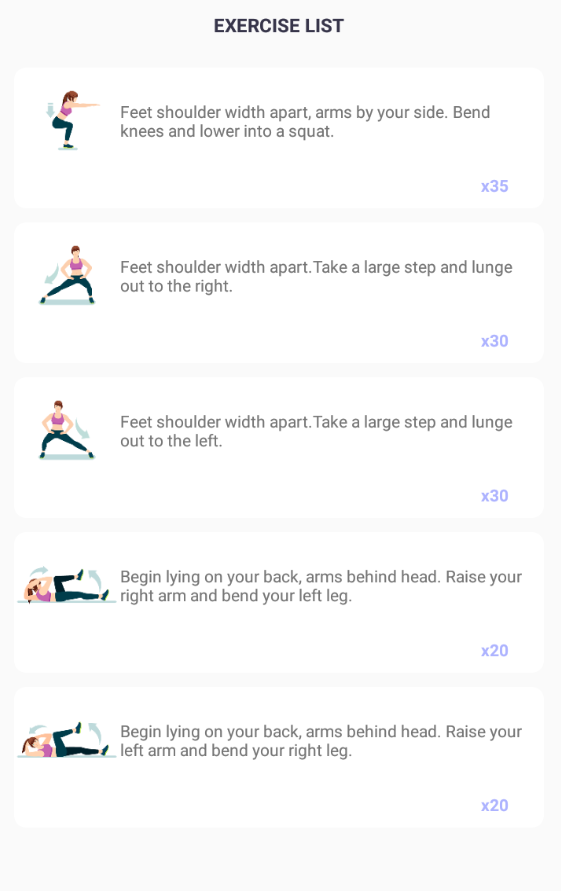 EXERCISE LIST
Feet shoulder width apart, arms by your side. Bend
knees and lower into a squat.
x35
Feet shoulder width apart.Take a large step and lunge
out to the right.
x30
Feet shoulder width apart.Take a large step and lunge
out to the left.
x30
Begin lying on your back, arms behind head. Raise your
right arm and bend your left leg.
x20
Begin lying on your back, arms behind head. Raise your
left arm and bend your right leg.
x20